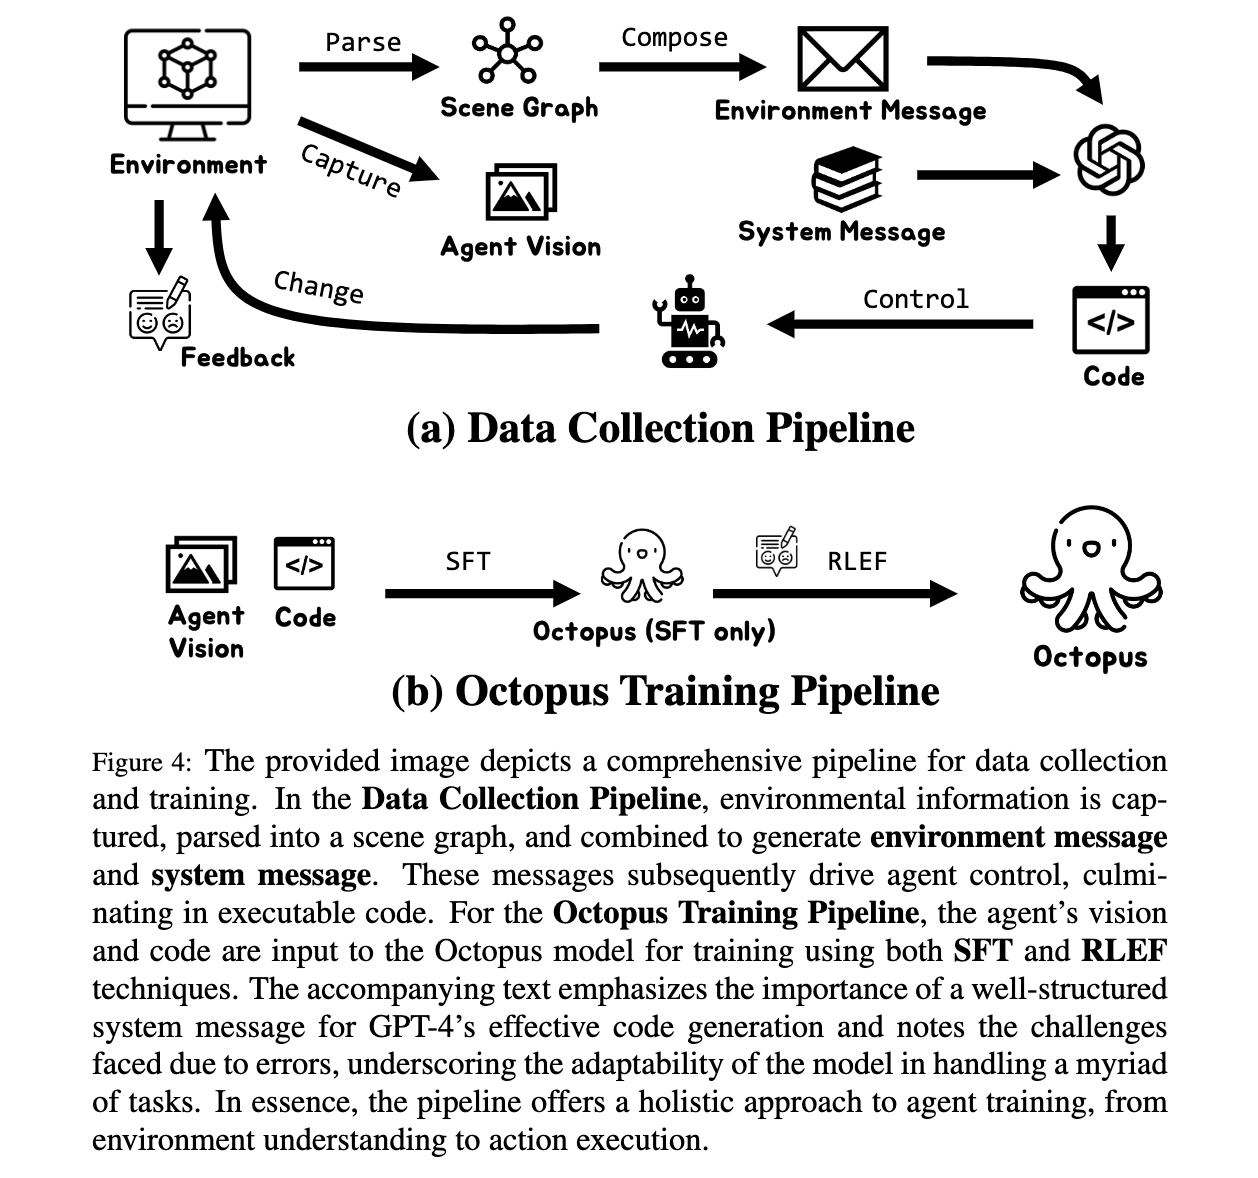 Parse
Compose
Scene Graph
Environment Message
Environment
Capture
Agent Vision
System Message
Change
Control
Feedback
</>
Code
(a) Data Collection Pipeline
</>
SFT
RLEF
Agent
Vision
Code
Octopus (SFT only)
Octopus
(b) Octopus Training Pipeline
Figure 4: The provided image depicts a comprehensive pipeline for data collection
and training. In the Data Collection Pipeline, environmental information is cap-
tured, parsed into a scene graph, and combined to generate environment message
and system message. These messages subsequently drive agent control, culmi-
nating in executable code. For the Octopus Training Pipeline, the agent’s vision
and code are input to the Octopus model for training using both SFT and RLEF
techniques. The accompanying text emphasizes the importance of a well-structured
system message for GPT-4’s effective code generation and notes the challenges
faced due to errors, underscoring the adaptability of the model in handling a myriad
of tasks. In essence, the pipeline offers a holistic approach to agent training, from
environment understanding to action execution.